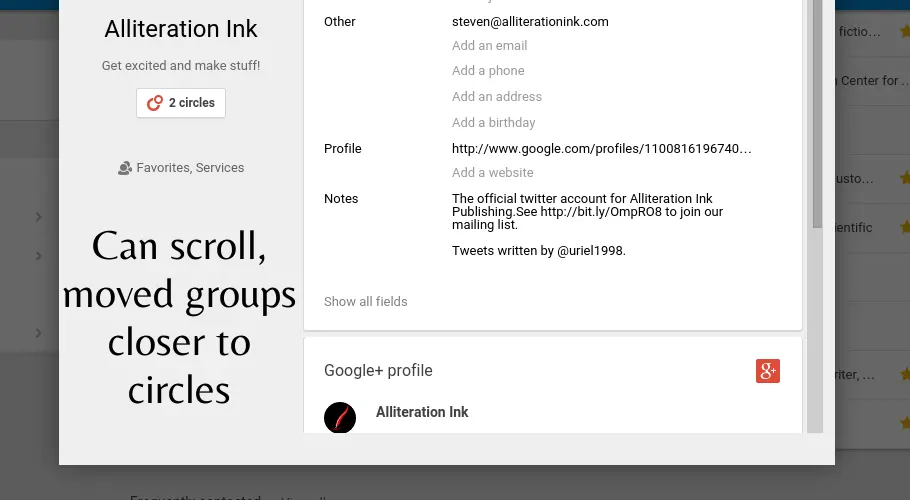 Alliteration Ink
Get excited and make stuff!
2 circles
Favorites, Services
Can scroll,
moved groups
closer to
circles
Other steven@alliterationink.com
Add an email
Add a phone
Add an address
Add a birthday
Profile http://www.google.com/profiles/1100816196740...
Add a website
Notes The official twitter account for Alliteration Ink
Publishing.See http://bit.ly/OmpRO8 to join our
mailing list.
Tweets written by @uriel1998.
Show all fields
Google+ profile
g+
Alliteration Ink
fictio...
Center for ...
usto...
entific
riter, ...